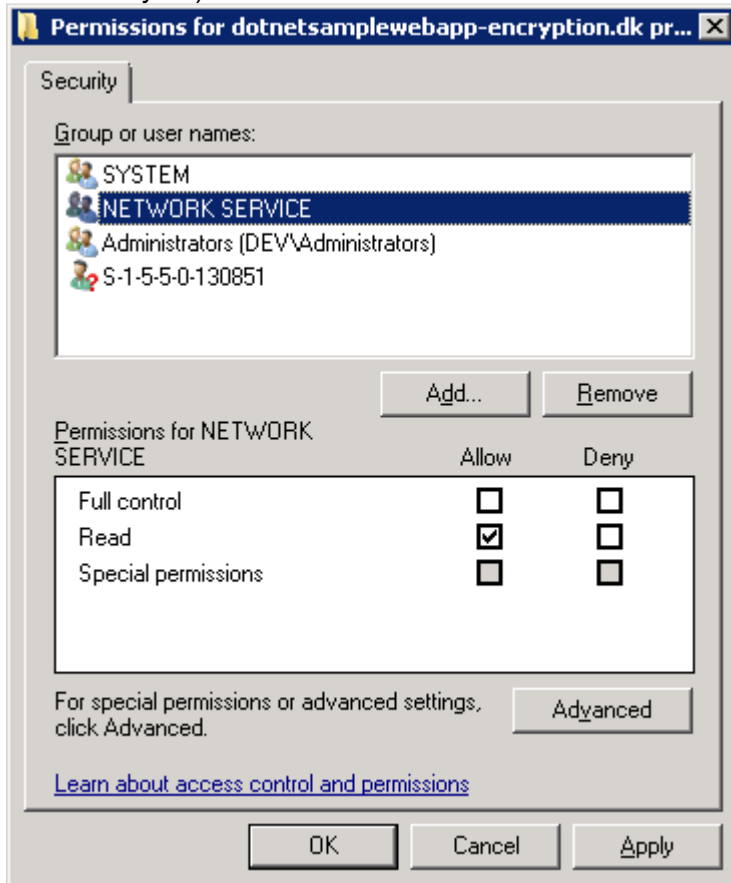 Permissions for dotnetsamplewebapp-encryption.dk pr...
Security
Group or user names:
SYSTEM
NETWORK SERVICE
Administrators (DEV\Administrators)
S-1-5-5-0-130851
Add... Remove
Permissions for NETWORK
SERVICE Allow Deny
Full control
Read
Special permissions
For special permissions or advanced settings,
click Advanced.
Advanced
Learn about access control and permissions
OK Cancel Apply